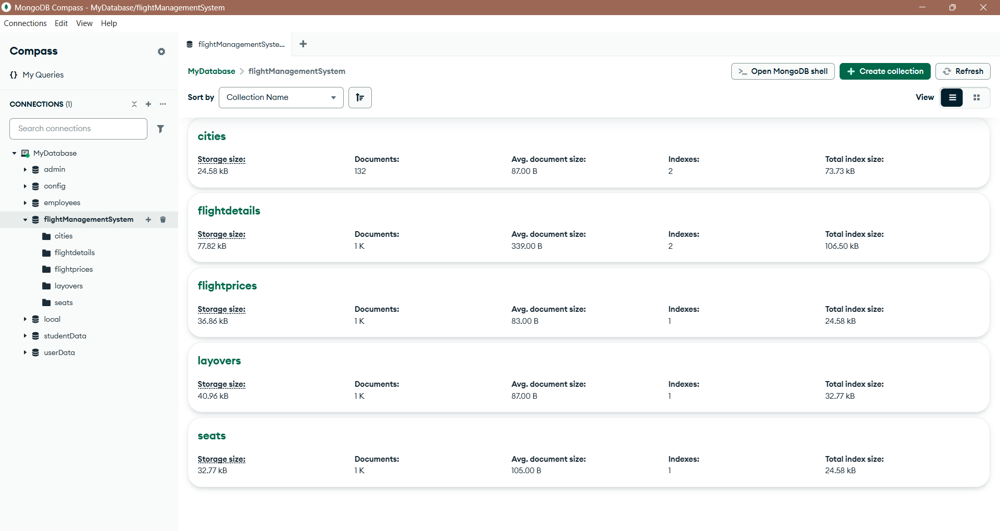 MongoDB Compass - MyDatabase/flightManagementSystem
Connections Edit View Help
Compass
My Queries
CONNECTIONS (1)
Search connections
MyDatabase
admin
config
employees
flightManagementSystem
cities
flightdetails
flightprices
layovers
seats
local
studentData
userData
flightManagementSyste...
MyDatabase > flightManagementSystem
>_ Open MongoDB shell
Create collection
Refresh
Sort by Collection Name
View
cities
Storage size: Documents: Avg. document size: Indexes: Total index size:
24.58 kB 132 87.00 B 2 73.73 kB
flightdetails
Storage size: Documents: Avg. document size: Indexes: Total index size:
77.82 kB 1 K 339.00 B 2 106.50 kB
flightprices
Storage size: Documents: Avg. document size: Indexes: Total index size:
36.86 kB 1 K 83.00 B 1 24.58 kB
layovers
Storage size: Documents: Avg. document size: Indexes: Total index size:
40.96 kB 1 K 87.00 B 1 32.77 kB
seats
Storage size: Documents: Avg. document size: Indexes: Total index size:
32.77 kB 1 K 105.00 B 1 24.58 kB